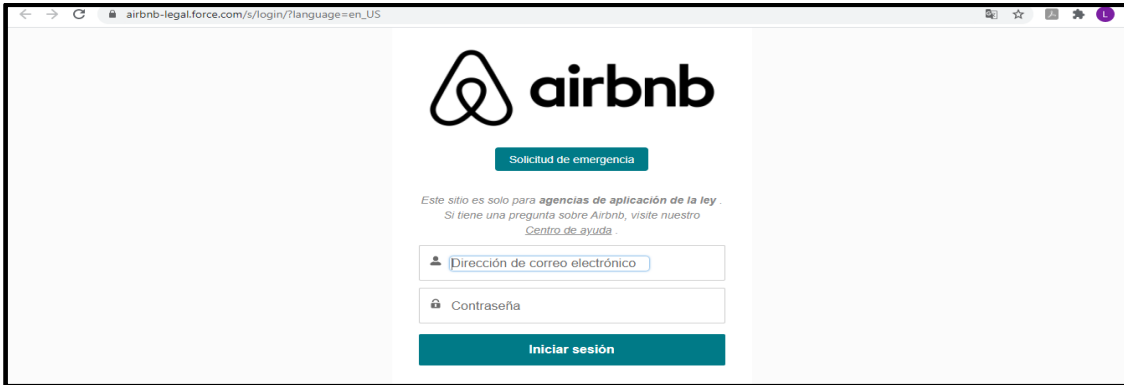 airbnb-legal.force.com/s/login/?language=en_US
L
airbnb
Solicitud de emergencia
Este sitio es solo para agencias de aplicación de la ley .
Si tiene una pregunta sobre Airbnb, visite nuestro
Centro de ayuda .
Dirección de correo electrónico
Contraseña
Iniciar sesión